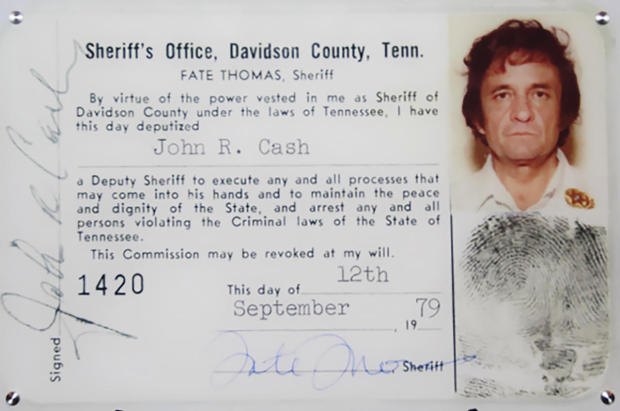 Sheriff's Office, Davidson County, Tenn.
FATE THOMAS, Sheriff
By virtue of the power vested in me as Sheriff of
Davidson County under the laws of Tennessee, I have
this day deputized
John R. Cash
a Deputy Sheriff to execute any and all processes that
may come into his hands and to maintain the peace
and dignity of the State, and arrest any and all
persons violating the Criminal laws of the State of
Tennessee.
This Commission may be revoked at my will.
1420
This day of 12th
September , 19 79
Fate Thomas , Sheriff
Signed John R Cash